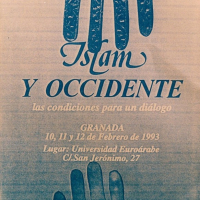 Islam
Y OCCIDENTE
las condiciones para un diálogo
GRANADA
10, 11 y 12 de Febrero de 1993
Lugar: Universidad Euroárabe
C/.San Jerónimo, 27